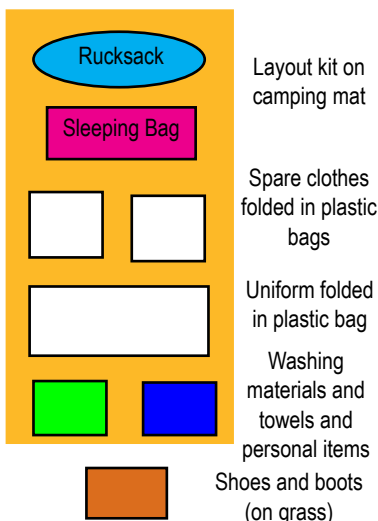 Rucksack
Layout kit on
camping mat
Sleeping Bag
Spare clothes
folded in plastic
bags
Uniform folded
in plastic bag
Washing
materials and
towels and
personal items
Shoes and boots
(on grass)